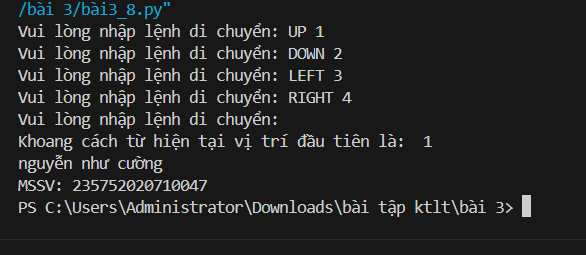 /bài 3/bài3_8.py"
Vui lòng nhập lệnh di chuyển: UP 1
Vui lòng nhập lệnh di chuyển: DOWN 2
Vui lòng nhập lệnh di chuyển: LEFT 3
Vui lòng nhập lệnh di chuyển: RIGHT 4
Vui lòng nhập lệnh di chuyển:
Khoang cách từ hiện tại vị trí đầu tiên là:  1
nguyễn như cường
MSSV: 235752020710047
PS C:\Users\Administrator\Downloads\bài tập ktlt\bài 3>